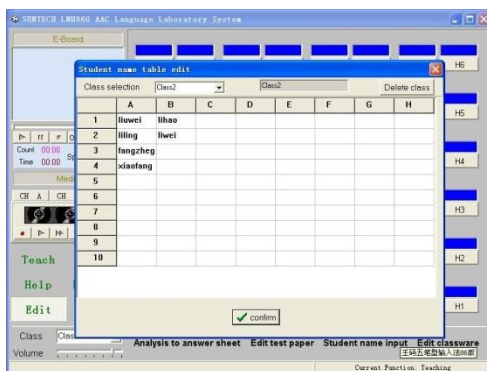 SUNTECH LMH860 AAC Language Laboratory System
E-Board
Student name table edit
Class selection Class2 Class2 Delete class
A B C D E F G H
1 liuwei lihao
2 liling liwei
3 fangzheg
4 xiaofang
5
6
7
8
9
10
confirm
H6
H5
H4
H3
H2
H1
Count 00:00
Time 00:00
Medi
CH A CH
Teach
Help
Edit
Class Clas
Volume
Analysis to answer sheet Edit test paper Student name input Edit classware
王码五笔型输入法86版
Current Function: Teaching